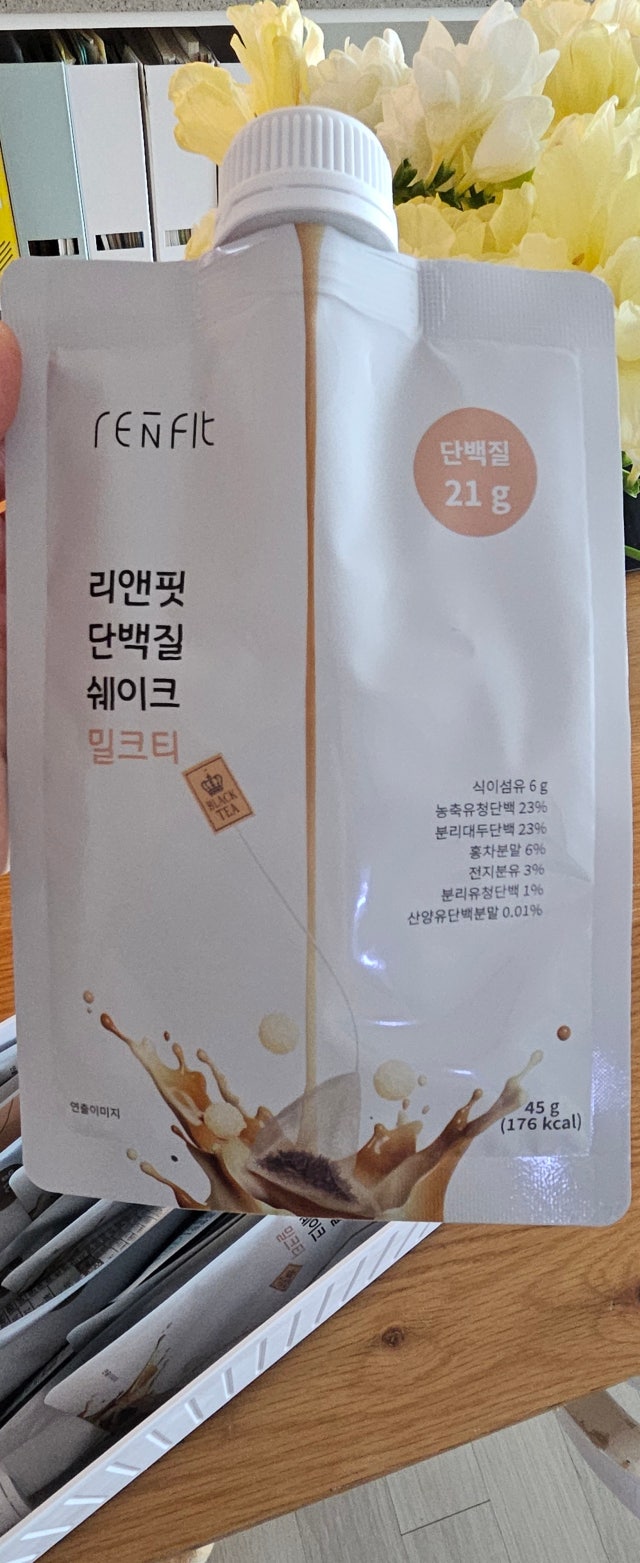 RENFIt
단백질
21 g
리앤핏
단백질
쉐이크
밀크티
BLACK
TEA
식이섬유 6 g
농축유청단백 23%
분리대두단백 23%
홍차분말 6%
전지분유 3%
분리유청단백 1%
산양유단백분말 0.01%
연출이미지
45 g
(176 kcal)